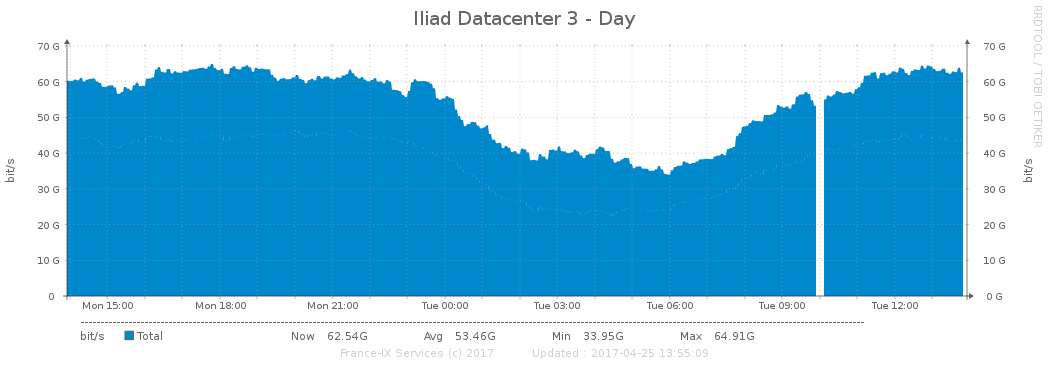 Iliad Datacenter 3 - Day
RRDTOOL / TOBI OETIKER
70 G 70 G
60 G 60 G
50 G 50 G
40 G 40 G
30 G 30 G
20 G 20 G
10 G 10 G
0 0 G
bit/s bit/s
Mon 15:00 Mon 18:00 Mon 21:00 Tue 00:00 Tue 03:00 Tue 06:00 Tue 09:00 Tue 12:00
bit/s Total Now 62.54G Avg 53.46G Min 33.95G Max 64.91G
France-IX Services (c) 2017 Updated : 2017-04-25 13:55:09